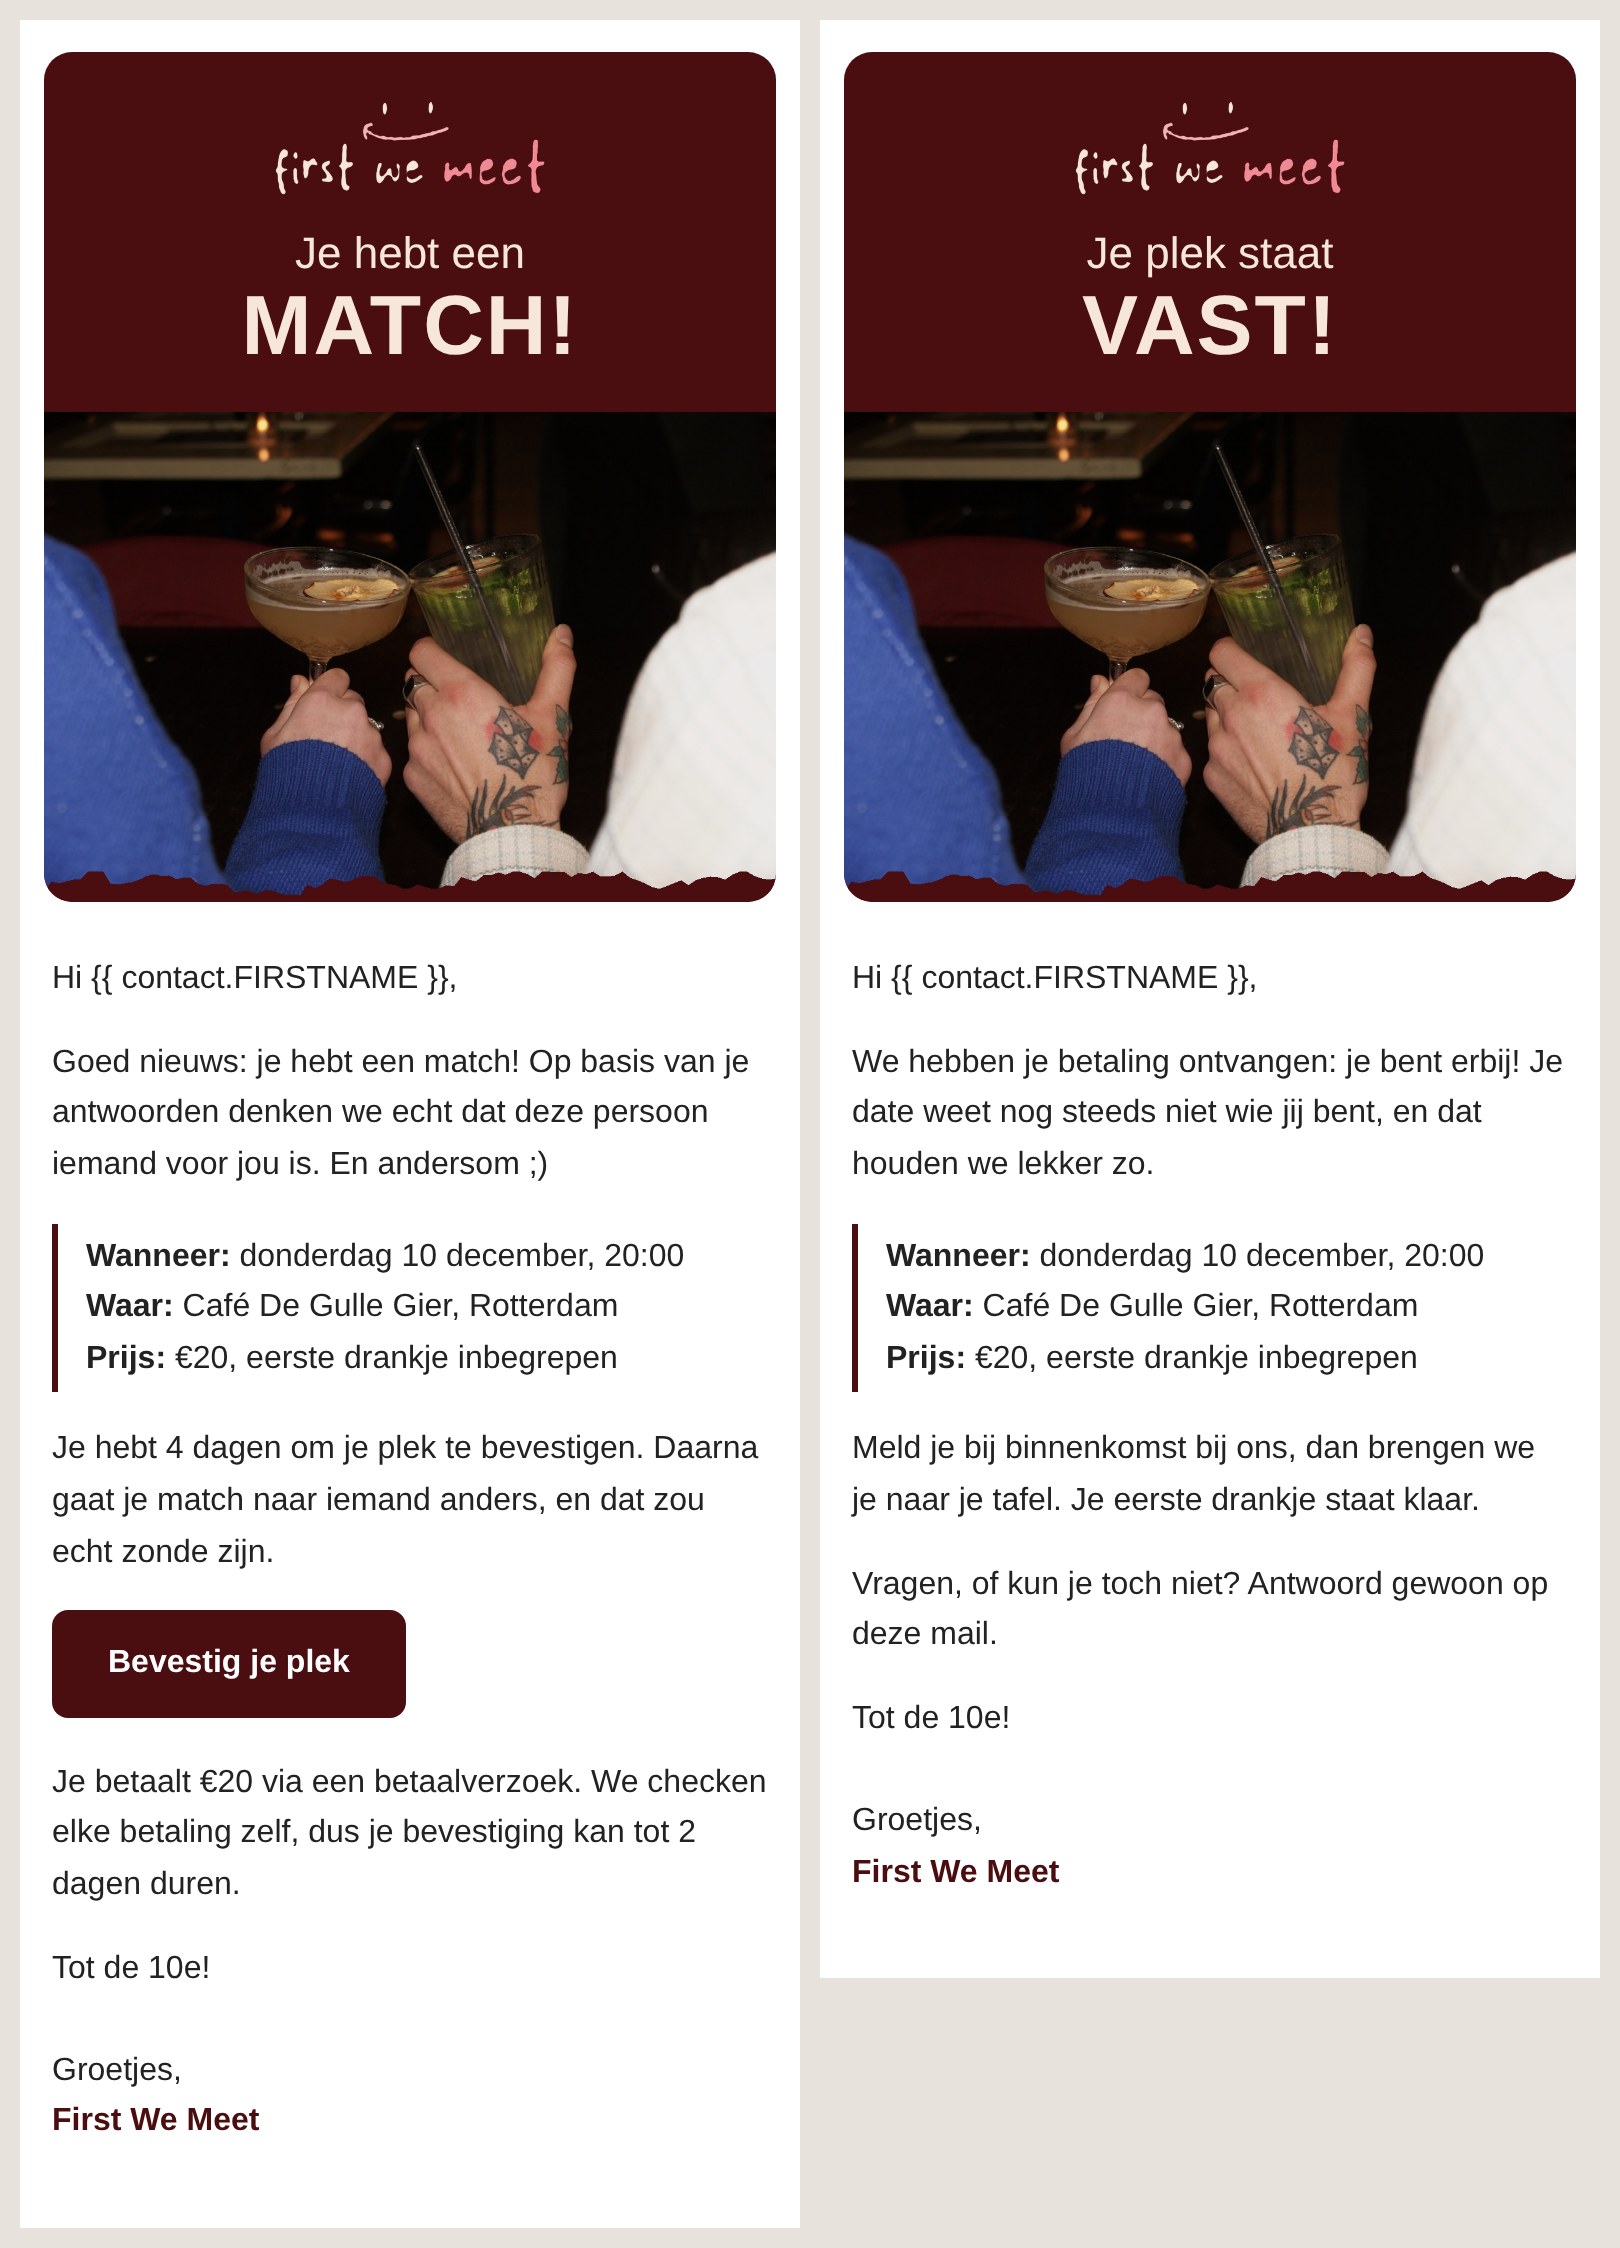 first we meet
Je hebt een
MATCH!
Hi {{ contact.FIRSTNAME }},
Goed nieuws: je hebt een match! Op basis van je
antwoorden denken we echt dat deze persoon
iemand voor jou is. En andersom ;)
Wanneer: donderdag 10 december, 20:00
Waar: Café De Gulle Gier, Rotterdam
Prijs: €20, eerste drankje inbegrepen
Je hebt 4 dagen om je plek te bevestigen. Daarna
gaat je match naar iemand anders, en dat zou
echt zonde zijn.
Bevestig je plek
Je betaalt €20 via een betaalverzoek. We checken
elke betaling zelf, dus je bevestiging kan tot 2
dagen duren.
Tot de 10e!
Groetjes,
First We Meet
first we meet
Je plek staat
VAST!
Hi {{ contact.FIRSTNAME }},
We hebben je betaling ontvangen: je bent erbij! Je
date weet nog steeds niet wie jij bent, en dat
houden we lekker zo.
Wanneer: donderdag 10 december, 20:00
Waar: Café De Gulle Gier, Rotterdam
Prijs: €20, eerste drankje inbegrepen
Meld je bij binnenkomst bij ons, dan brengen we
je naar je tafel. Je eerste drankje staat klaar.
Vragen, of kun je toch niet? Antwoord gewoon op
deze mail.
Tot de 10e!
Groetjes,
First We Meet